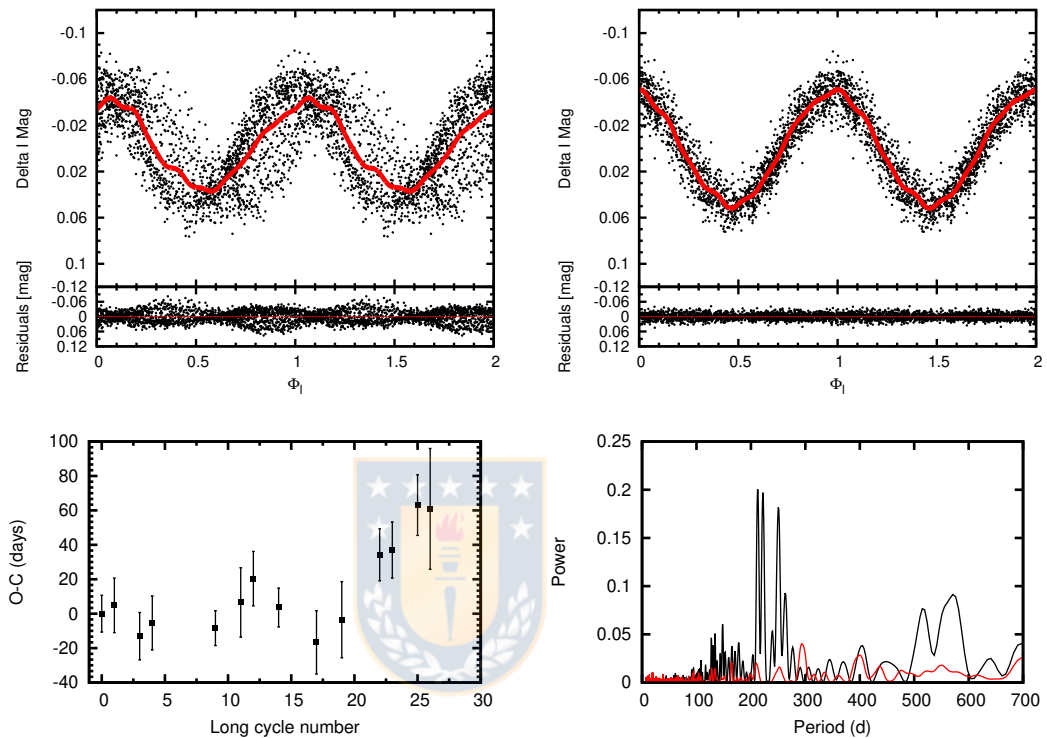 -0.1
-0.06
-0.02
0.02
0.06
0.1
Delta I Mag
-0.12
-0.06
0
0.06
0.12
Residuals [mag]
0 0.5 1 1.5 2
Φl
-0.1
-0.06
-0.02
0.02
0.06
0.1
Delta I Mag
-0.12
-0.06
0
0.06
0.12
Residuals [mag]
0 0.5 1 1.5 2
Φl
100
80
60
40
20
0
-20
-40
O-C (days)
0 5 10 15 20 25 30
Long cycle number
0.25
0.2
0.15
0.1
0.05
0
Power
0 100 200 300 400 500 600 700
Period (d)